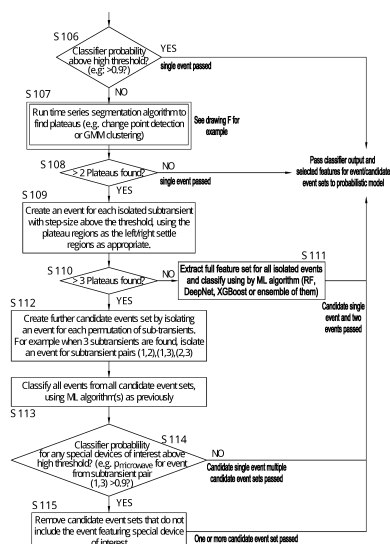 S 106
Classifier probability
above high threshold?
(e.g: >0.9?)
YES
single event passed
NO
S 107
Run time series segmentation algorithm to
find plateaus (e.g. change point detection
or GMM clustering)
See drawing F for
example
S 108
> 2 Plateaus found?
NO
single event passed
Pass classifier output and
selected features for event/candidate
event sets to probabilistic model
YES
S 109
Create an event for each isolated subtransient
with step-size above the threshold, using the
plateau regions as the left/right settle
regions as appropriate.
S 110
> 3 Plateaus found?
NO
S 111
Extract full feature set for all isolated events
and classify using by ML algorithm (RF,
DeepNet, XGBoost or ensemble of them)
Candidate single
event and two
events passed
YES
S 112
Create further candidate events set by isolating
an event for each permutation of sub-transients.
For example when 3 subtransients are found, isolate
an event for subtransient pairs (1,2),(1,3),(2,3)
Classify all events from all candidate event sets,
using ML algorithm(s) as previously
S 113
S 114
Classifier probability
for any special devices of interest above
high threshold? (e.g. pmicrowave for event
from subtransient pair
(1,3) >0.9?)
NO
Candidate single event multiple
candidate event sets passed
YES
S 115
Remove candidate event sets that do not
include the event featuring special device
of interest
One or more candidate event set passed